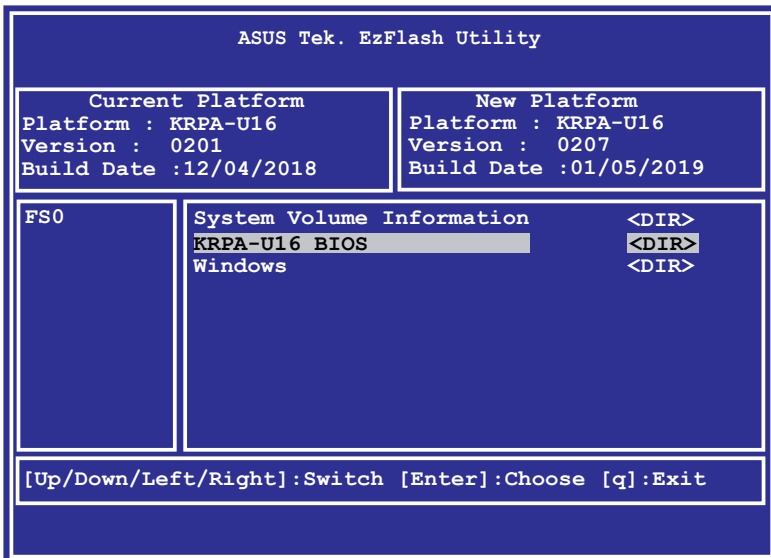 ASUS Tek. EzFlash Utility
Current Platform
Platform : KRPA-U16
Version : 0201
Build Date :12/04/2018
New Platform
Platform : KRPA-U16
Version : 0207
Build Date :01/05/2019
FS0
System Volume Information <DIR>
KRPA-U16 BIOS <DIR>
Windows <DIR>
[Up/Down/Left/Right]:Switch [Enter]:Choose [q]:Exit